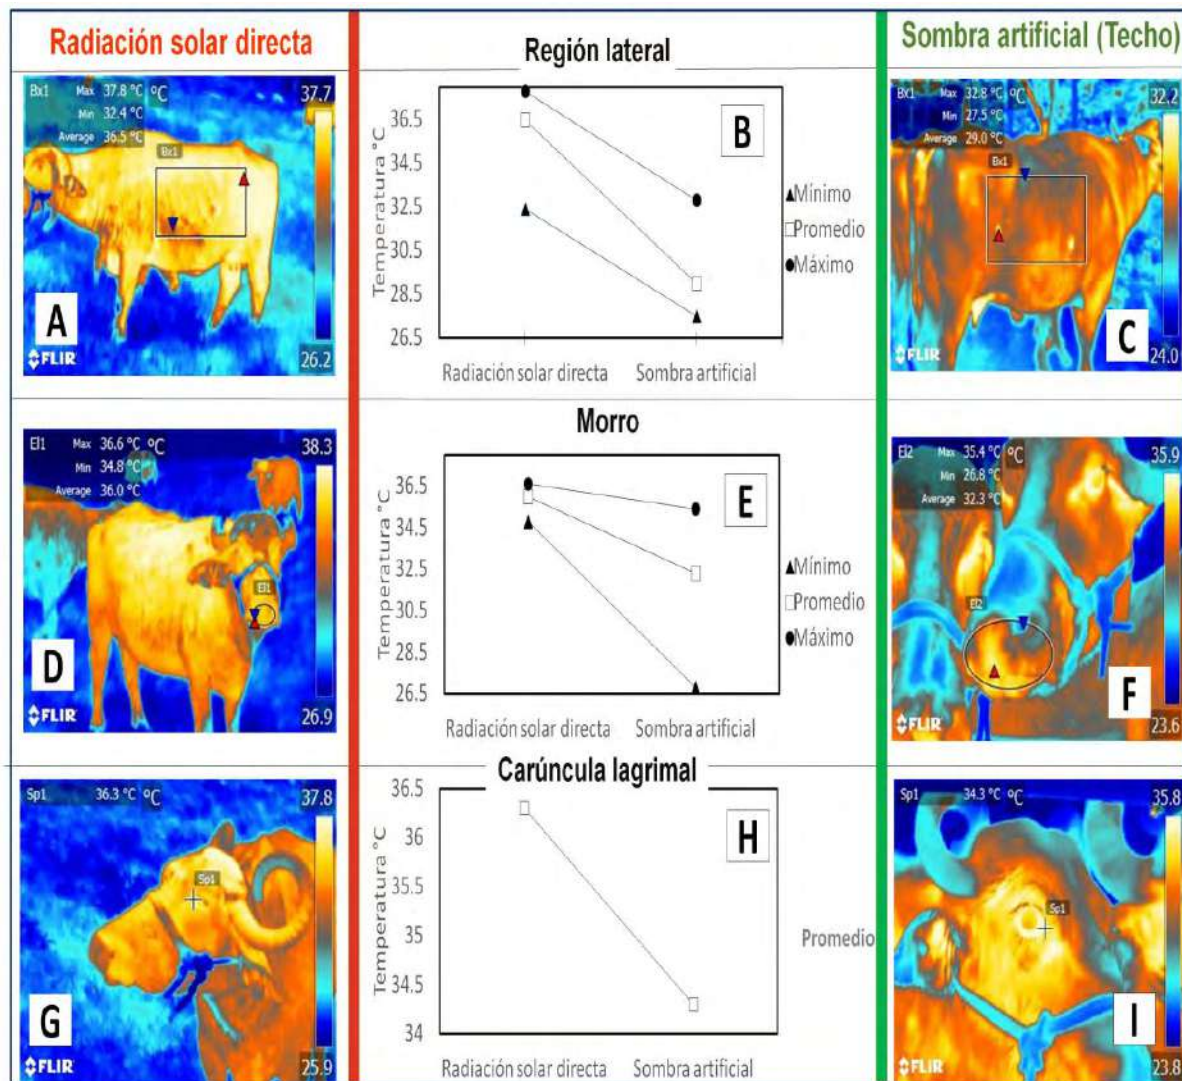 Radiación solar directa
Región lateral
Sombra artificial (Techo)
Bx1 Max 37.8 °C °C 37.7
Min 32.4 °C
Average 36.5 °C
Bx1
A
FLIR
26.2
36.5
34.5
32.5
30.5
28.5
26.5
Temperatura °C
B
Mínimo
Promedio
Máximo
Radiación solar directa Sombra artificial
Bx1 Max 32.8 °C °C 32.2
Min 27.5 °C
Average 29.0 °C
Bx1
C
FLIR
24.0
Morro
El1 Max 36.6 °C °C 38.3
Min 34.8 °C
Average 36.0 °C
El1
D
FLIR
26.9
36.5
34.5
32.5
30.5
28.5
26.5
Temperatura °C
E
Mínimo
Promedio
Máximo
Radiación solar directa Sombra artificial
El2 Max 35.4 °C °C 35.9
Min 26.8 °C
Average 32.3 °C
El2
F
FLIR
23.6
Carúncula lagrimal
Sp1 36.3 °C °C 37.8
Sp1
G
FLIR
25.9
36.5
36
35.5
35
34.5
34
Temperatura °C
H
Promedio
Radiación solar directa Sombra artificial
Sp1 34.3 °C °C 35.8
Sp1
I
FLIR
23.8